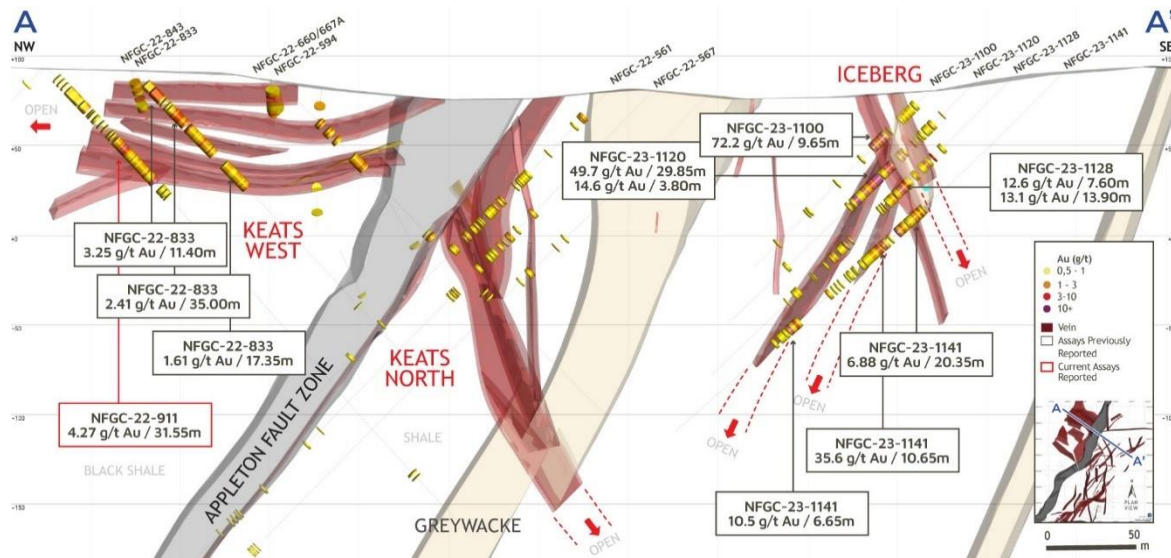 A
NW
A'
SE
NFGC-22-843
NFGC-22-833
NFGC-22-660/667A
NFGC-22-594
NFGC-22-561
NFGC-22-567
NFGC-23-1100
NFGC-23-1120
NFGC-23-1128
NFGC-23-1141
+100
+50
+0
-50
-100
-150
OPEN
ICEBERG
NFGC-23-1100
72.2 g/t Au / 9.65m
NFGC-23-1120
49.7 g/t Au / 29.85m
14.6 g/t Au / 3.80m
NFGC-23-1128
12.6 g/t Au / 7.60m
13.1 g/t Au / 13.90m
KEATS
WEST
NFGC-22-833
3.25 g/t Au / 11.40m
NFGC-22-833
2.41 g/t Au / 35.00m
NFGC-22-833
1.61 g/t Au / 17.35m
NFGC-22-911
4.27 g/t Au / 31.55m
BLACK SHALE
APPLETON FAULT ZONE
KEATS
NORTH
SHALE
GREYWACKE
OPEN
OPEN
OPEN
OPEN
NFGC-23-1141
6.88 g/t Au / 20.35m
NFGC-23-1141
35.6 g/t Au / 10.65m
NFGC-23-1141
10.5 g/t Au / 6.65m
Au (g/t)
0,5 - 1
1 - 3
3-10
10+
Vein
Assays Previously
Reported
Current Assays
Reported
A
A'
PLAN
VIEW
0 50
m